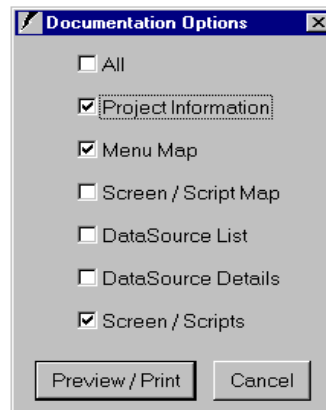 Documentation Options
All
Project Information
Menu Map
Screen / Script Map
DataSource List
DataSource Details
Screen / Scripts
Preview / Print Cancel